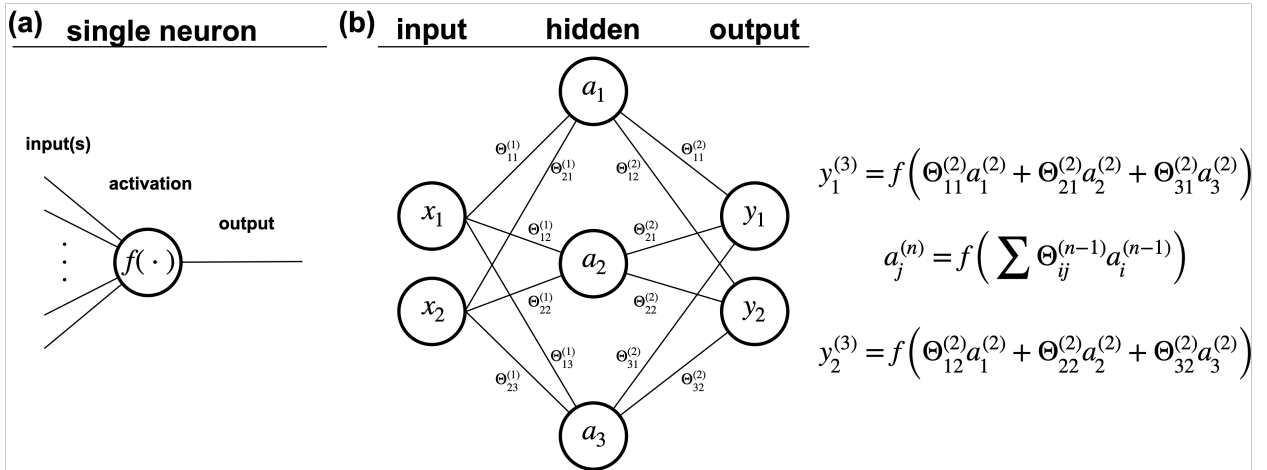 (a) single neuron
input(s)
activation
output
f( · )
(b) input hidden output
a₁
Θ₁₁⁽¹⁾ Θ₂₁⁽¹⁾ Θ₁₂⁽²⁾ Θ₁₁⁽²⁾
x₁ y₁
Θ₁₂⁽¹⁾ Θ₂₁⁽²⁾
a₂
x₂ y₂
Θ₂₂⁽¹⁾ Θ₂₂⁽²⁾
Θ₁₃⁽¹⁾ Θ₃₁⁽²⁾
Θ₂₃⁽¹⁾ Θ₃₂⁽²⁾
a₃
y₁⁽³⁾ = f(Θ₁₁⁽²⁾a₁⁽²⁾ + Θ₂₁⁽²⁾a₂⁽²⁾ + Θ₃₁⁽²⁾a₃⁽²⁾)
aⱼ⁽ⁿ⁾ = f(∑ Θᵢⱼ⁽ⁿ⁻¹⁾aᵢ⁽ⁿ⁻¹⁾)
y₂⁽³⁾ = f(Θ₁₂⁽²⁾a₁⁽²⁾ + Θ₂₂⁽²⁾a₂⁽²⁾ + Θ₃₂⁽²⁾a₃⁽²⁾)